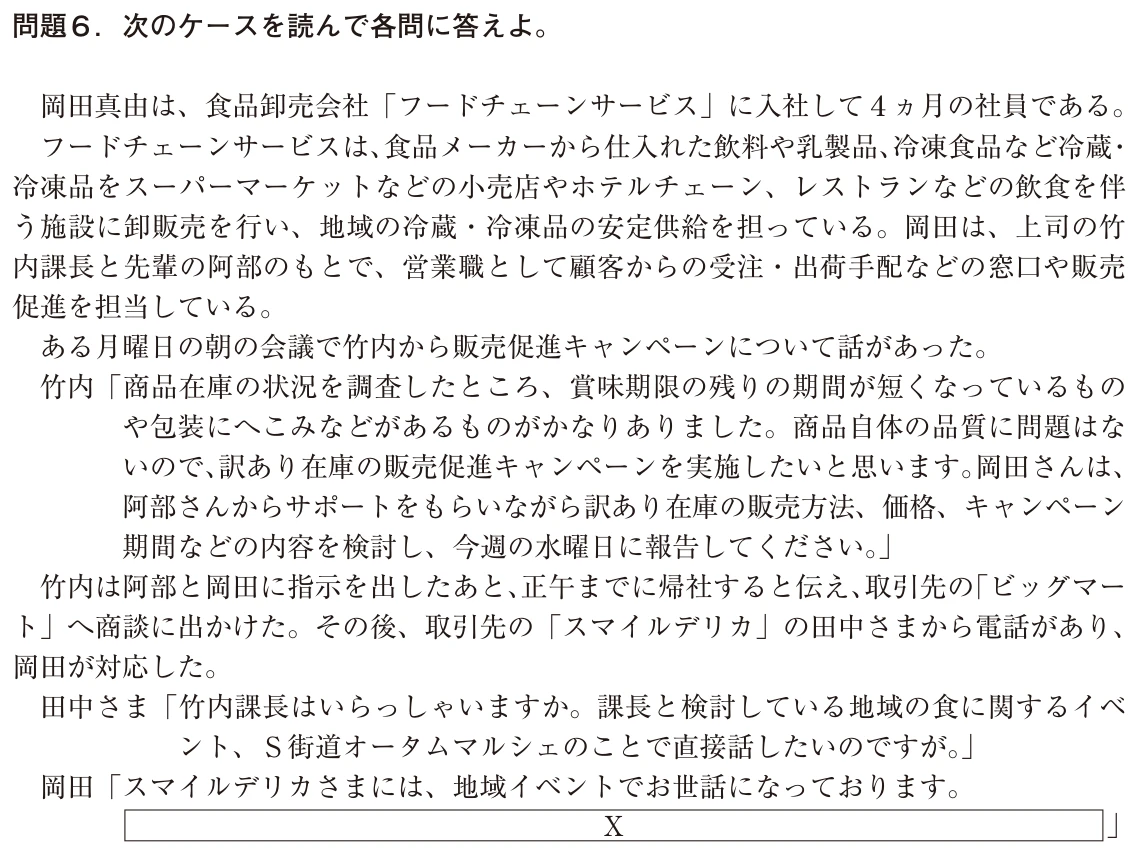 問題6．次のケースを読んで各問に答えよ。
岡田真由は、食品卸売会社「フードチェーンサービス」に入社して4ヵ月の社員である。
フードチェーンサービスは、食品メーカーから仕入れた飲料や乳製品、冷凍食品など冷蔵・
冷凍品をスーパーマーケットなどの小売店やホテルチェーン、レストランなどの飲食を伴
う施設に卸販売を行い、地域の冷蔵・冷凍品の安定供給を担っている。岡田は、上司の竹
内課長と先輩の阿部のもとで、営業職として顧客からの受注・出荷手配などの窓口や販売
促進を担当している。
ある月曜日の朝の会議で竹内から販売促進キャンペーンについて話があった。
竹内「商品在庫の状況を調査したところ、賞味期限の残りの期間が短くなっているもの
や包装にへこみなどがあるものがかなりありました。商品自体の品質に問題はな
いので、訳あり在庫の販売促進キャンペーンを実施したいと思います。岡田さんは、
阿部さんからサポートをもらいながら訳あり在庫の販売方法、価格、キャンペーン
期間などの内容を検討し、今週の水曜日に報告してください。」
竹内は阿部と岡田に指示を出したあと、正午までに帰社すると伝え、取引先の「ビッグマー
ト」へ商談に出かけた。その後、取引先の「スマイルデリカ」の田中さまから電話があり、
岡田が対応した。
田中さま「竹内課長はいらっしゃいますか。課長と検討している地域の食に関するイベ
ント、S街道オータムマルシェのことで直接話したいのですが。」
岡田「スマイルデリカさまには、地域イベントでお世話になっております。
X」